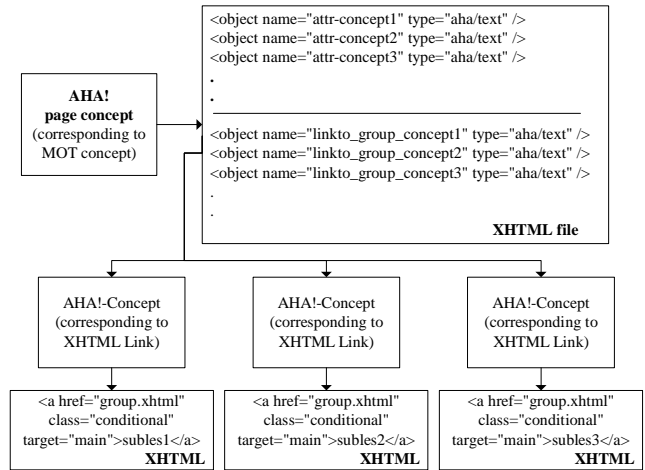 <object name="attr-concept1" type="aha/text" />
<object name="attr-concept2" type="aha/text" />
<object name="attr-concept3" type="aha/text" />
.
.
AHA!
page concept
(corresponding to
MOT concept)
<object name="linkto_group_concept1" type="aha/text" />
<object name="linkto_group_concept2" type="aha/text" />
<object name="linkto_group_concept3" type="aha/text" />
.
.
XHTML file
AHA!-Concept
(corresponding to
XHTML Link)
AHA!-Concept
(corresponding to
XHTML Link)
AHA!-Concept
(corresponding to
XHTML Link)
<a href="group.xhtml"
class="conditional"
target="main">subles1</a>
XHTML
<a href="group.xhtml"
class="conditional"
target="main">subles2</a>
XHTML
<a href="group.xhtml"
class="conditional"
target="main">subles3</a>
XHTML